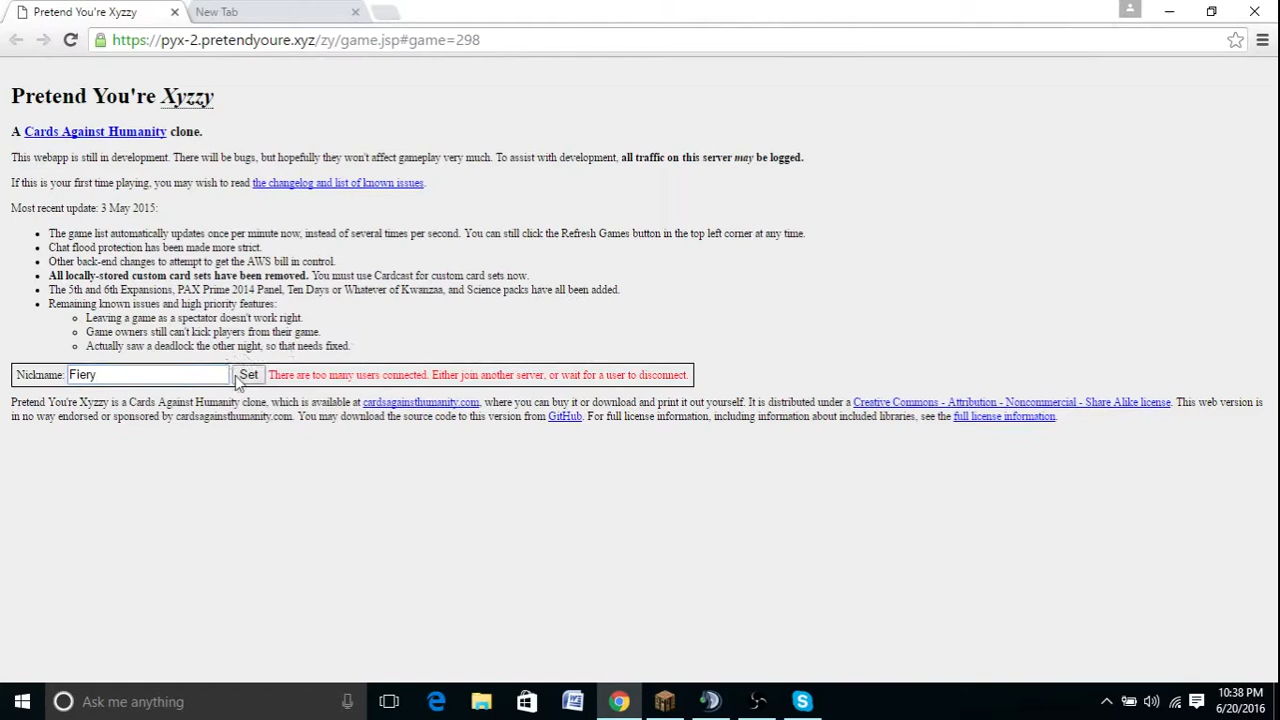 Pretend You're Xyzzy
New Tab
https://pyx-2.pretendyoure.xyz/zy/game.jsp#game=298
Pretend You're Xyzzy
A Cards Against Humanity clone.
This webapp is still in development. There will be bugs, but hopefully they won't affect gameplay very much. To assist with development, all traffic on this server may be logged.
If this is your first time playing, you may wish to read the changelog and list of known issues.
Most recent update: 3 May 2015:
The game list automatically updates once per minute now, instead of several times per second. You can still click the Refresh Games button in the top left corner at any time.
Chat flood protection has been made more strict.
Other back-end changes to attempt to get the AWS bill in control.
All locally-stored custom card sets have been removed. You must use Cardcast for custom card sets now.
The 5th and 6th Expansions, PAX Prime 2014 Panel, Ten Days or Whatever of Kwanzaa, and Science packs have all been added.
Remaining known issues and high priority features:
Leaving a game as a spectator doesn't work right.
Game owners still can't kick players from their game.
Actually saw a deadlock the other night, so that needs fixed.
Nickname: Fiery Set There are too many users connected. Either join another server, or wait for a user to disconnect.
Pretend You're Xyzzy is a Cards Against Humanity clone, which is available at cardsagainsthumanity.com, where you can buy it or download and print it out yourself. It is distributed under a Creative Commons - Attribution - Noncommercial - Share Alike license. This web version is
in no way endorsed or sponsored by cardsagainsthumanity.com. You may download the source code to this version from GitHub. For full license information, including information about included libraries, see the full license information.
Ask me anything
10:38 PM
6/20/2016